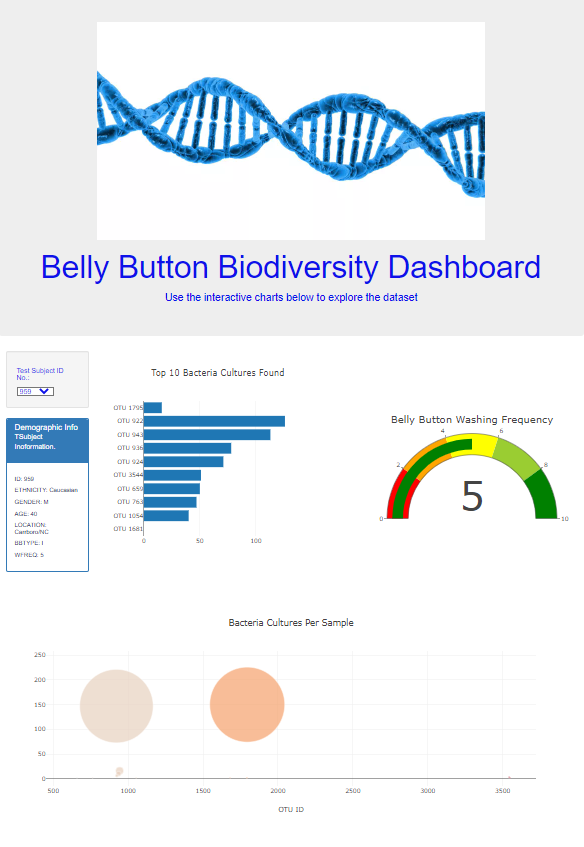 Belly Button Biodiversity Dashboard
Use the interactive charts below to explore the dataset
Test Subject ID
No.:
959
Demographic Info
TSubject
Inoformation.
ID: 959
ETHNICITY: Caucasian
GENDER: M
AGE: 40
LOCATION:
Carrboro/NC
BBTYPE: I
WFREQ: 5
Top 10 Bacteria Cultures Found
OTU 1795
OTU 922
OTU 943
OTU 936
OTU 924
OTU 3544
OTU 659
OTU 763
OTU 1054
OTU 1681
0 50 100
Belly Button Washing Frequency
0 2 4 6 8 10
5
Bacteria Cultures Per Sample
250
200
150
100
50
0
500 1000 1500 2000 2500 3000 3500
OTU ID